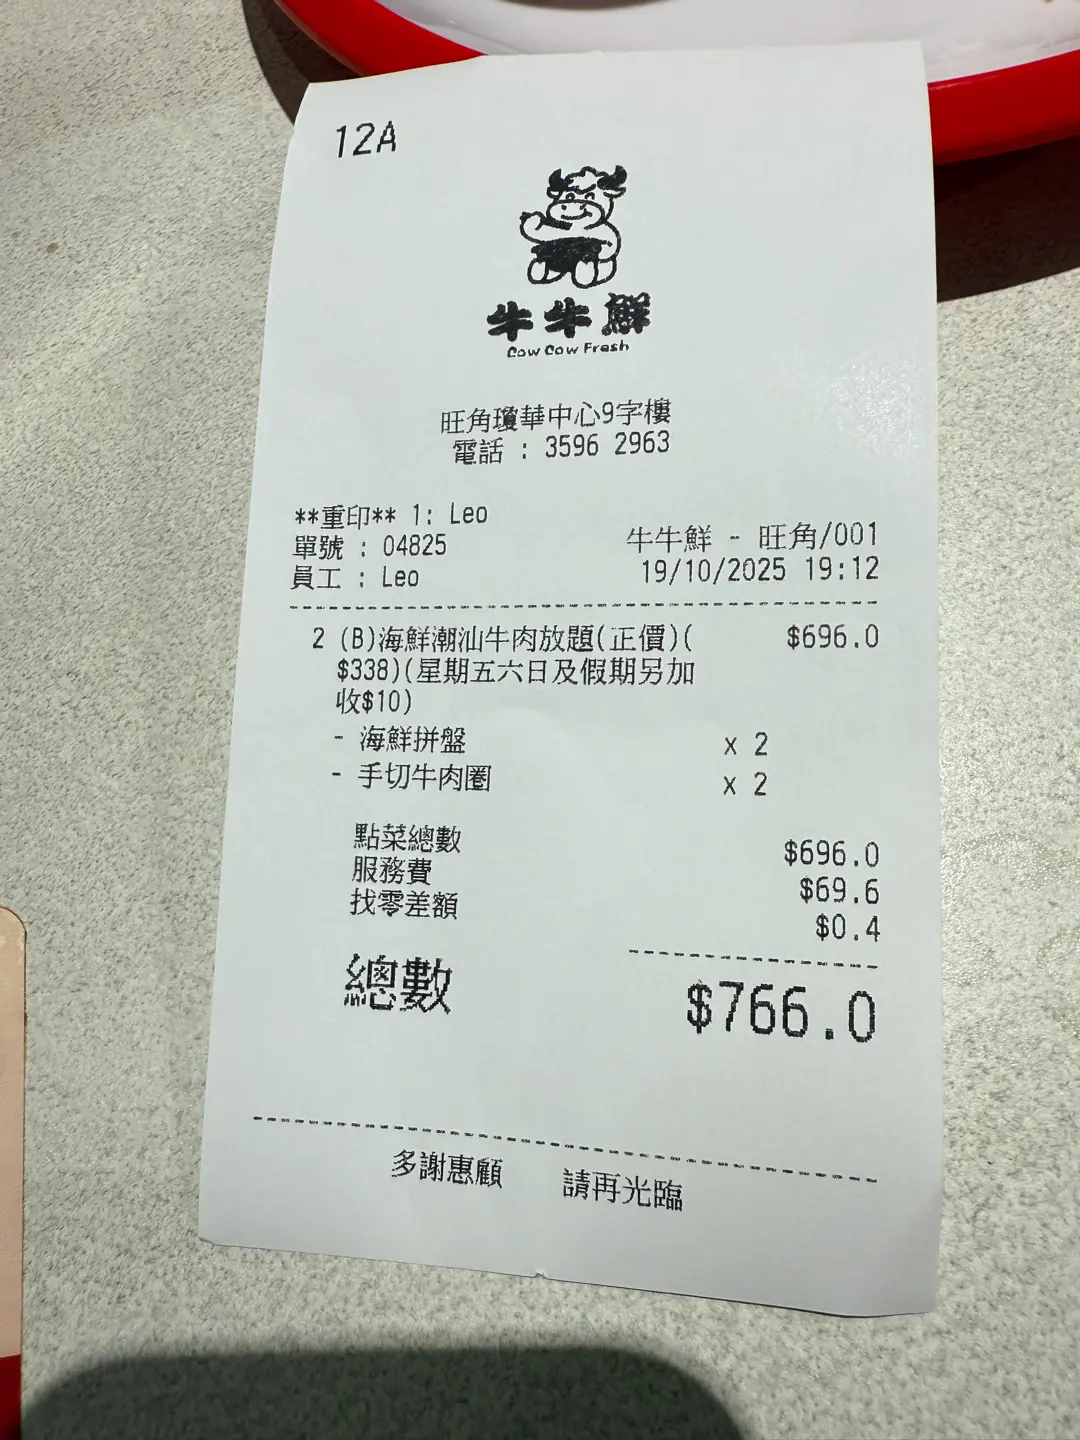 12A
牛牛鮮
Cow Cow Fresh
旺角瓊華中心9字樓
電話 : 3596 2963
**重印** 1: Leo
單號 : 04825
牛牛鮮 - 旺角/001
員工 : Leo
19/10/2025 19:12
2 (B)海鮮潮汕牛肉放題(正價)( $696.0
$338)(星期五六日及假期另加
收$10)
- 海鮮拼盤 x 2
- 手切牛肉圈 x 2
點菜總數 $696.0
服務費 $69.6
找零差額 $0.4
總數 $766.0
多謝惠顧 請再光臨